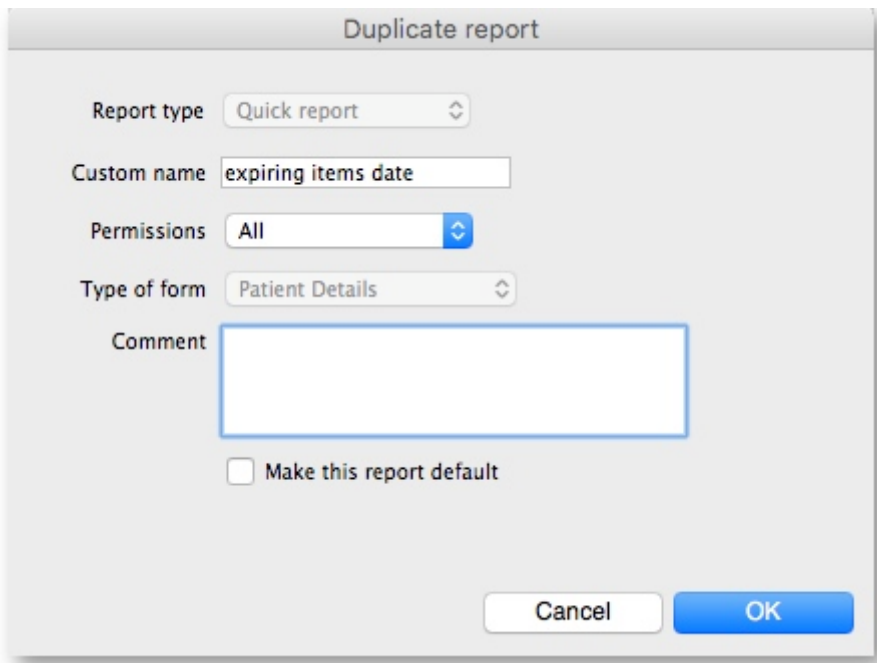 Duplicate report
Report type Quick report
Custom name expiring items date
Permissions All
Type of form Patient Details
Comment
Make this report default
Cancel OK